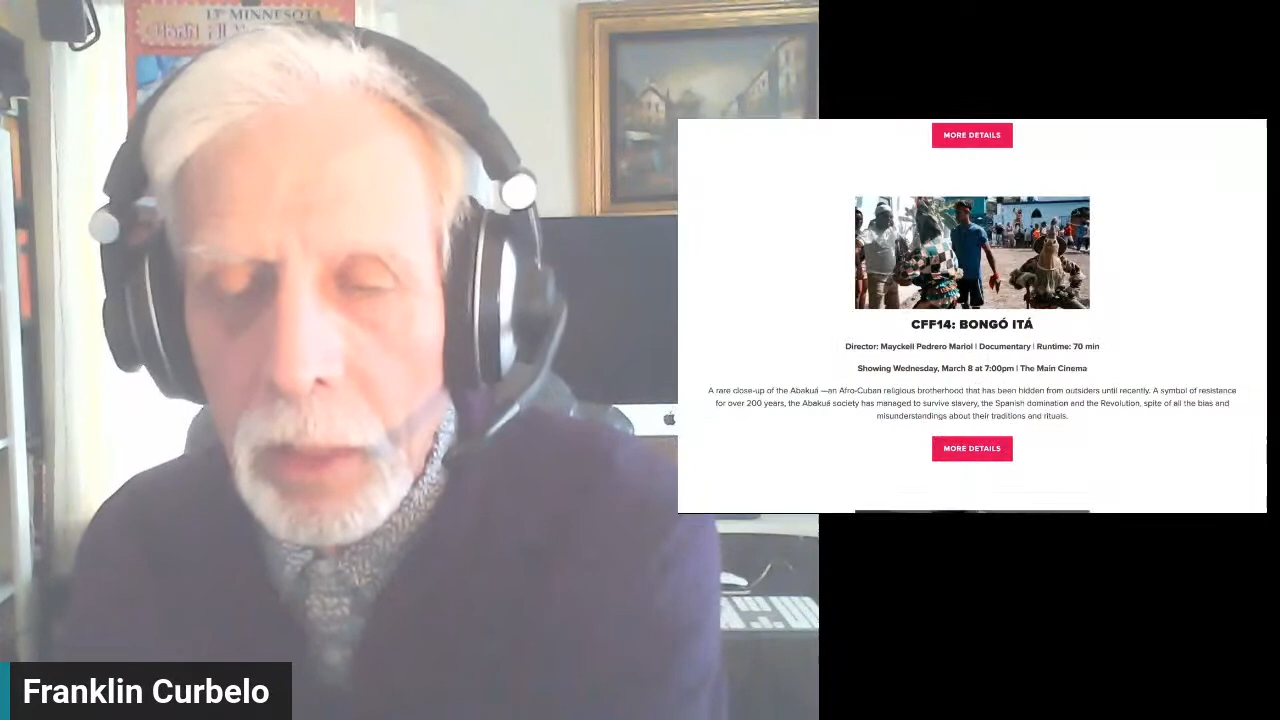 17th MINNESOTA
MORE DETAILS
CFF14: BONGÓ ITÁ
Director: Mayckell Pedrero Mariol | Documentary | Runtime: 70 min
Showing Wednesday, March 8 at 7:00pm | The Main Cinema
A rare close-up of the Abakuá —an Afro-Cuban religious brotherhood that has been hidden from outsiders until recently. A symbol of resistance
for over 200 years, the Abakuá society has managed to survive slavery, the Spanish domination and the Revolution, spite of all the bias and
misunderstandings about their traditions and rituals.
MORE DETAILS
Franklin Curbelo